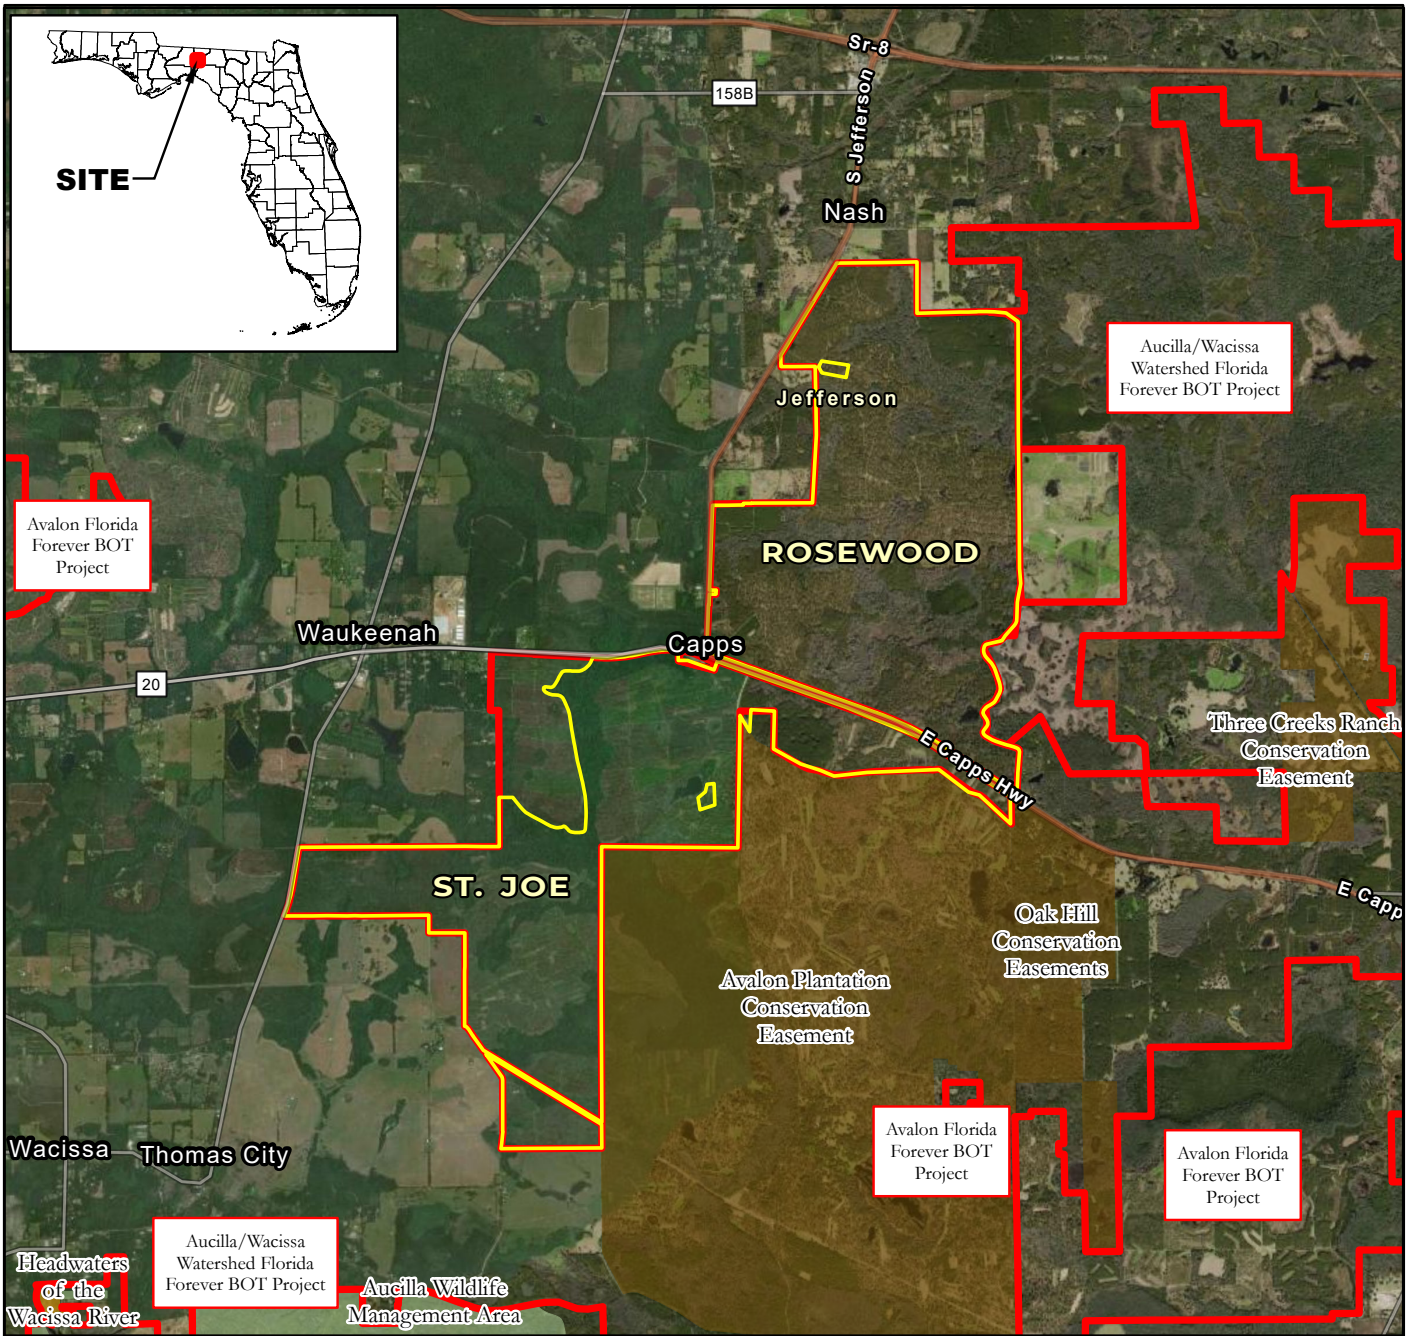 SITE
Sr-8
158B
S Jefferson
Nash
Aucilla/Wacissa
Watershed Florida
Forever BOT Project
Jefferson
Avalon Florida
Forever BOT
Project
ROSEWOOD
Waukeenah
Capps
20
Three Creeks Ranch
Conservation
Easement
E Capps Hwy
ST. JOE
E Capp
Oak Hill
Conservation
Easements
Avalon Plantation
Conservation
Easement
Avalon Florida
Forever BOT
Project
Avalon Florida
Forever BOT
Project
Wacissa
Thomas City
Aucilla/Wacissa
Watershed Florida
Forever BOT Project
Headwaters
of the
Wacissa River
Aucilla Wildlife
Management Area